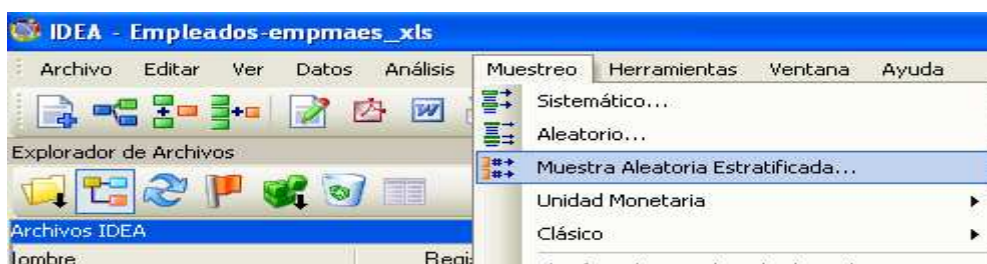 IDEA - Empleados-empmaes_xls
Archivo Editar Ver Datos Análisis Muestreo Herramientas Ventana Ayuda
Sistemático...
Aleatorio...
Explorador de Archivos
Muestra Aleatoria Estratificada...
Unidad Monetaria
Archivos IDEA
Clásico